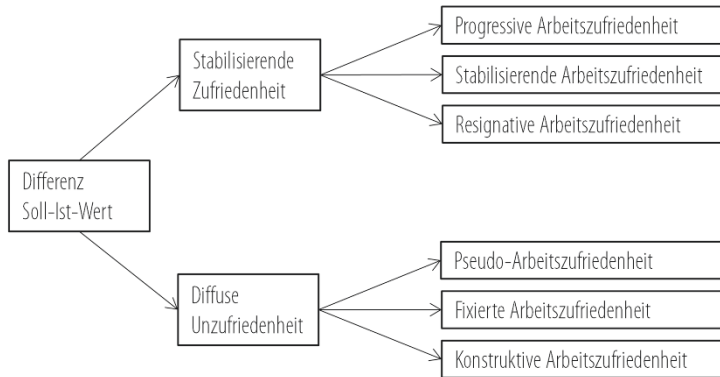 Differenz
Soll-Ist-Wert
Stabilisierende
Zufriedenheit
Progressive Arbeitszufriedenheit
Stabilisierende Arbeitszufriedenheit
Resignative Arbeitszufriedenheit
Diffuse
Unzufriedenheit
Pseudo-Arbeitszufriedenheit
Fixierte Arbeitszufriedenheit
Konstruktive Arbeitszufriedenheit